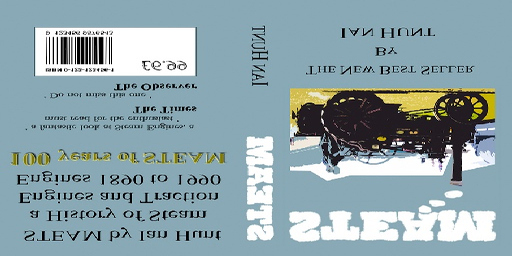 STEAM by Ian Hunt
a History of Steam
Engines and Traction
Engines 1890 to 1990
100 years of STEAM
" a fantastic look at Steam Engines" a
must read for the enthusiast "
The Times
" Do not miss this one "
The Observer
£6.99
STEAM
IAN HUNT
STEAM
THE NEW BEST SELLER
BY
IAN HUNT